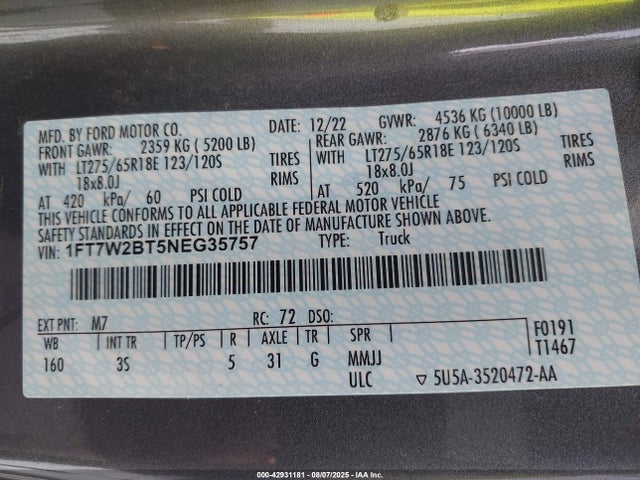 MFD. BY FORD MOTOR CO.
DATE: 12/22 GVWR: 4536 KG (10000 LB)
FRONT GAWR: 2359 KG ( 5200 LB) REAR GAWR: 2876 KG ( 6340 LB)
WITH LT275/65R18E 123/120S TIRES WITH LT275/65R18E 123/120S TIRES
18x8.0J RIMS 18x8.0J RIMS
AT 420 kPa/ 60 PSI COLD AT 520 kPa/ 75 PSI COLD
THIS VEHICLE CONFORMS TO ALL APPLICABLE FEDERAL MOTOR VEHICLE
SAFETY STANDARDS IN EFFECT ON THE DATE OF MANUFACTURE SHOWN ABOVE.
VIN: 1FT7W2BT5NEG35757 TYPE: Truck
EXT PNT: M7 RC: 72 DSO:
WB INT TR TP/PS R AXLE TR SPR F0191
160 3S 5 31 G MMJJ T1467
ULC ▽ 5U5A-3520472-AA
000-42931181 - 08/07/2025 - IAA Inc.